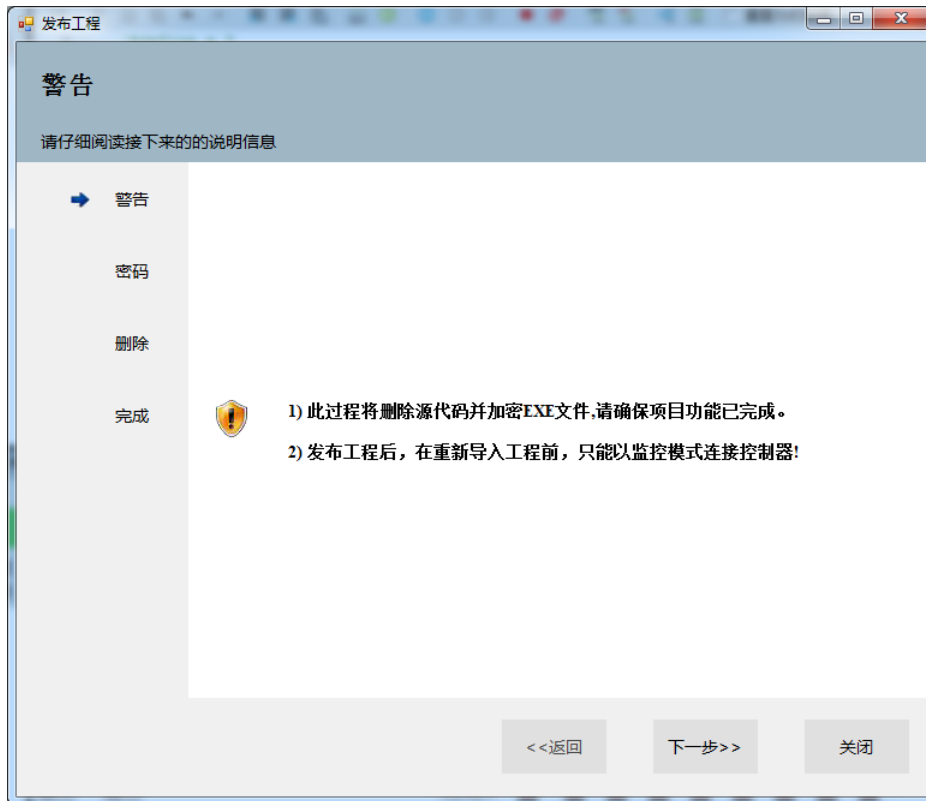 发布工程
警告
请仔细阅读接下来的的说明信息
警告
密码
删除
完成
1) 此过程将删除源代码并加密EXE文件,请确保项目功能已完成。
2) 发布工程后，在重新导入工程前，只能以监控模式连接控制器!
<<返回
下一步>>
关闭